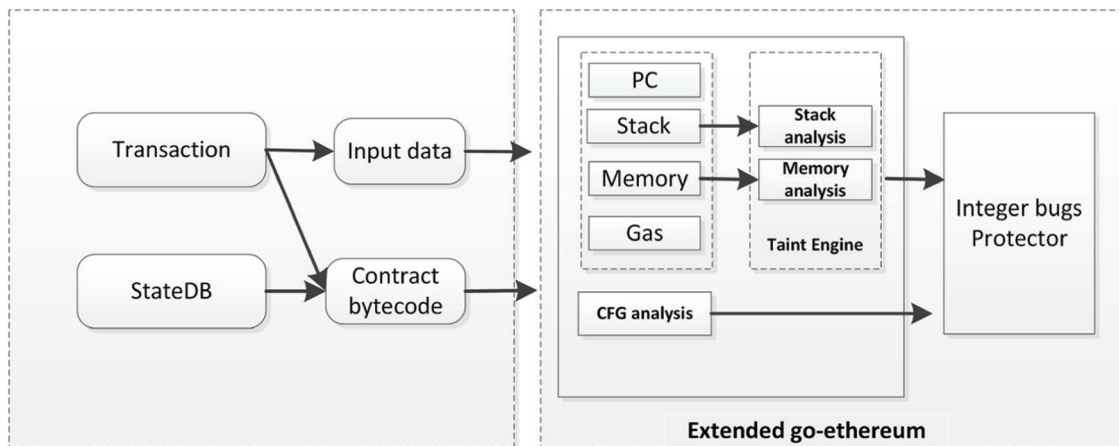 Transaction
Input data
StateDB
Contract
bytecode
PC
Stack
Memory
Gas
Stack
analysis
Memory
analysis
Taint Engine
CFG analysis
Integer bugs
Protector
Extended go-ethereum